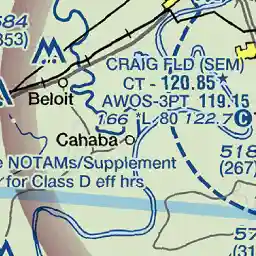 684
353)
CRAIG FLD (SEM)
CT - 120.85★
Beloit
AWOS-3PT 119.15
166 *L 80 122.7 C
Cahaba
518
e NOTAMs/Supplement
(267)
for Class D eff hrs
57
(31